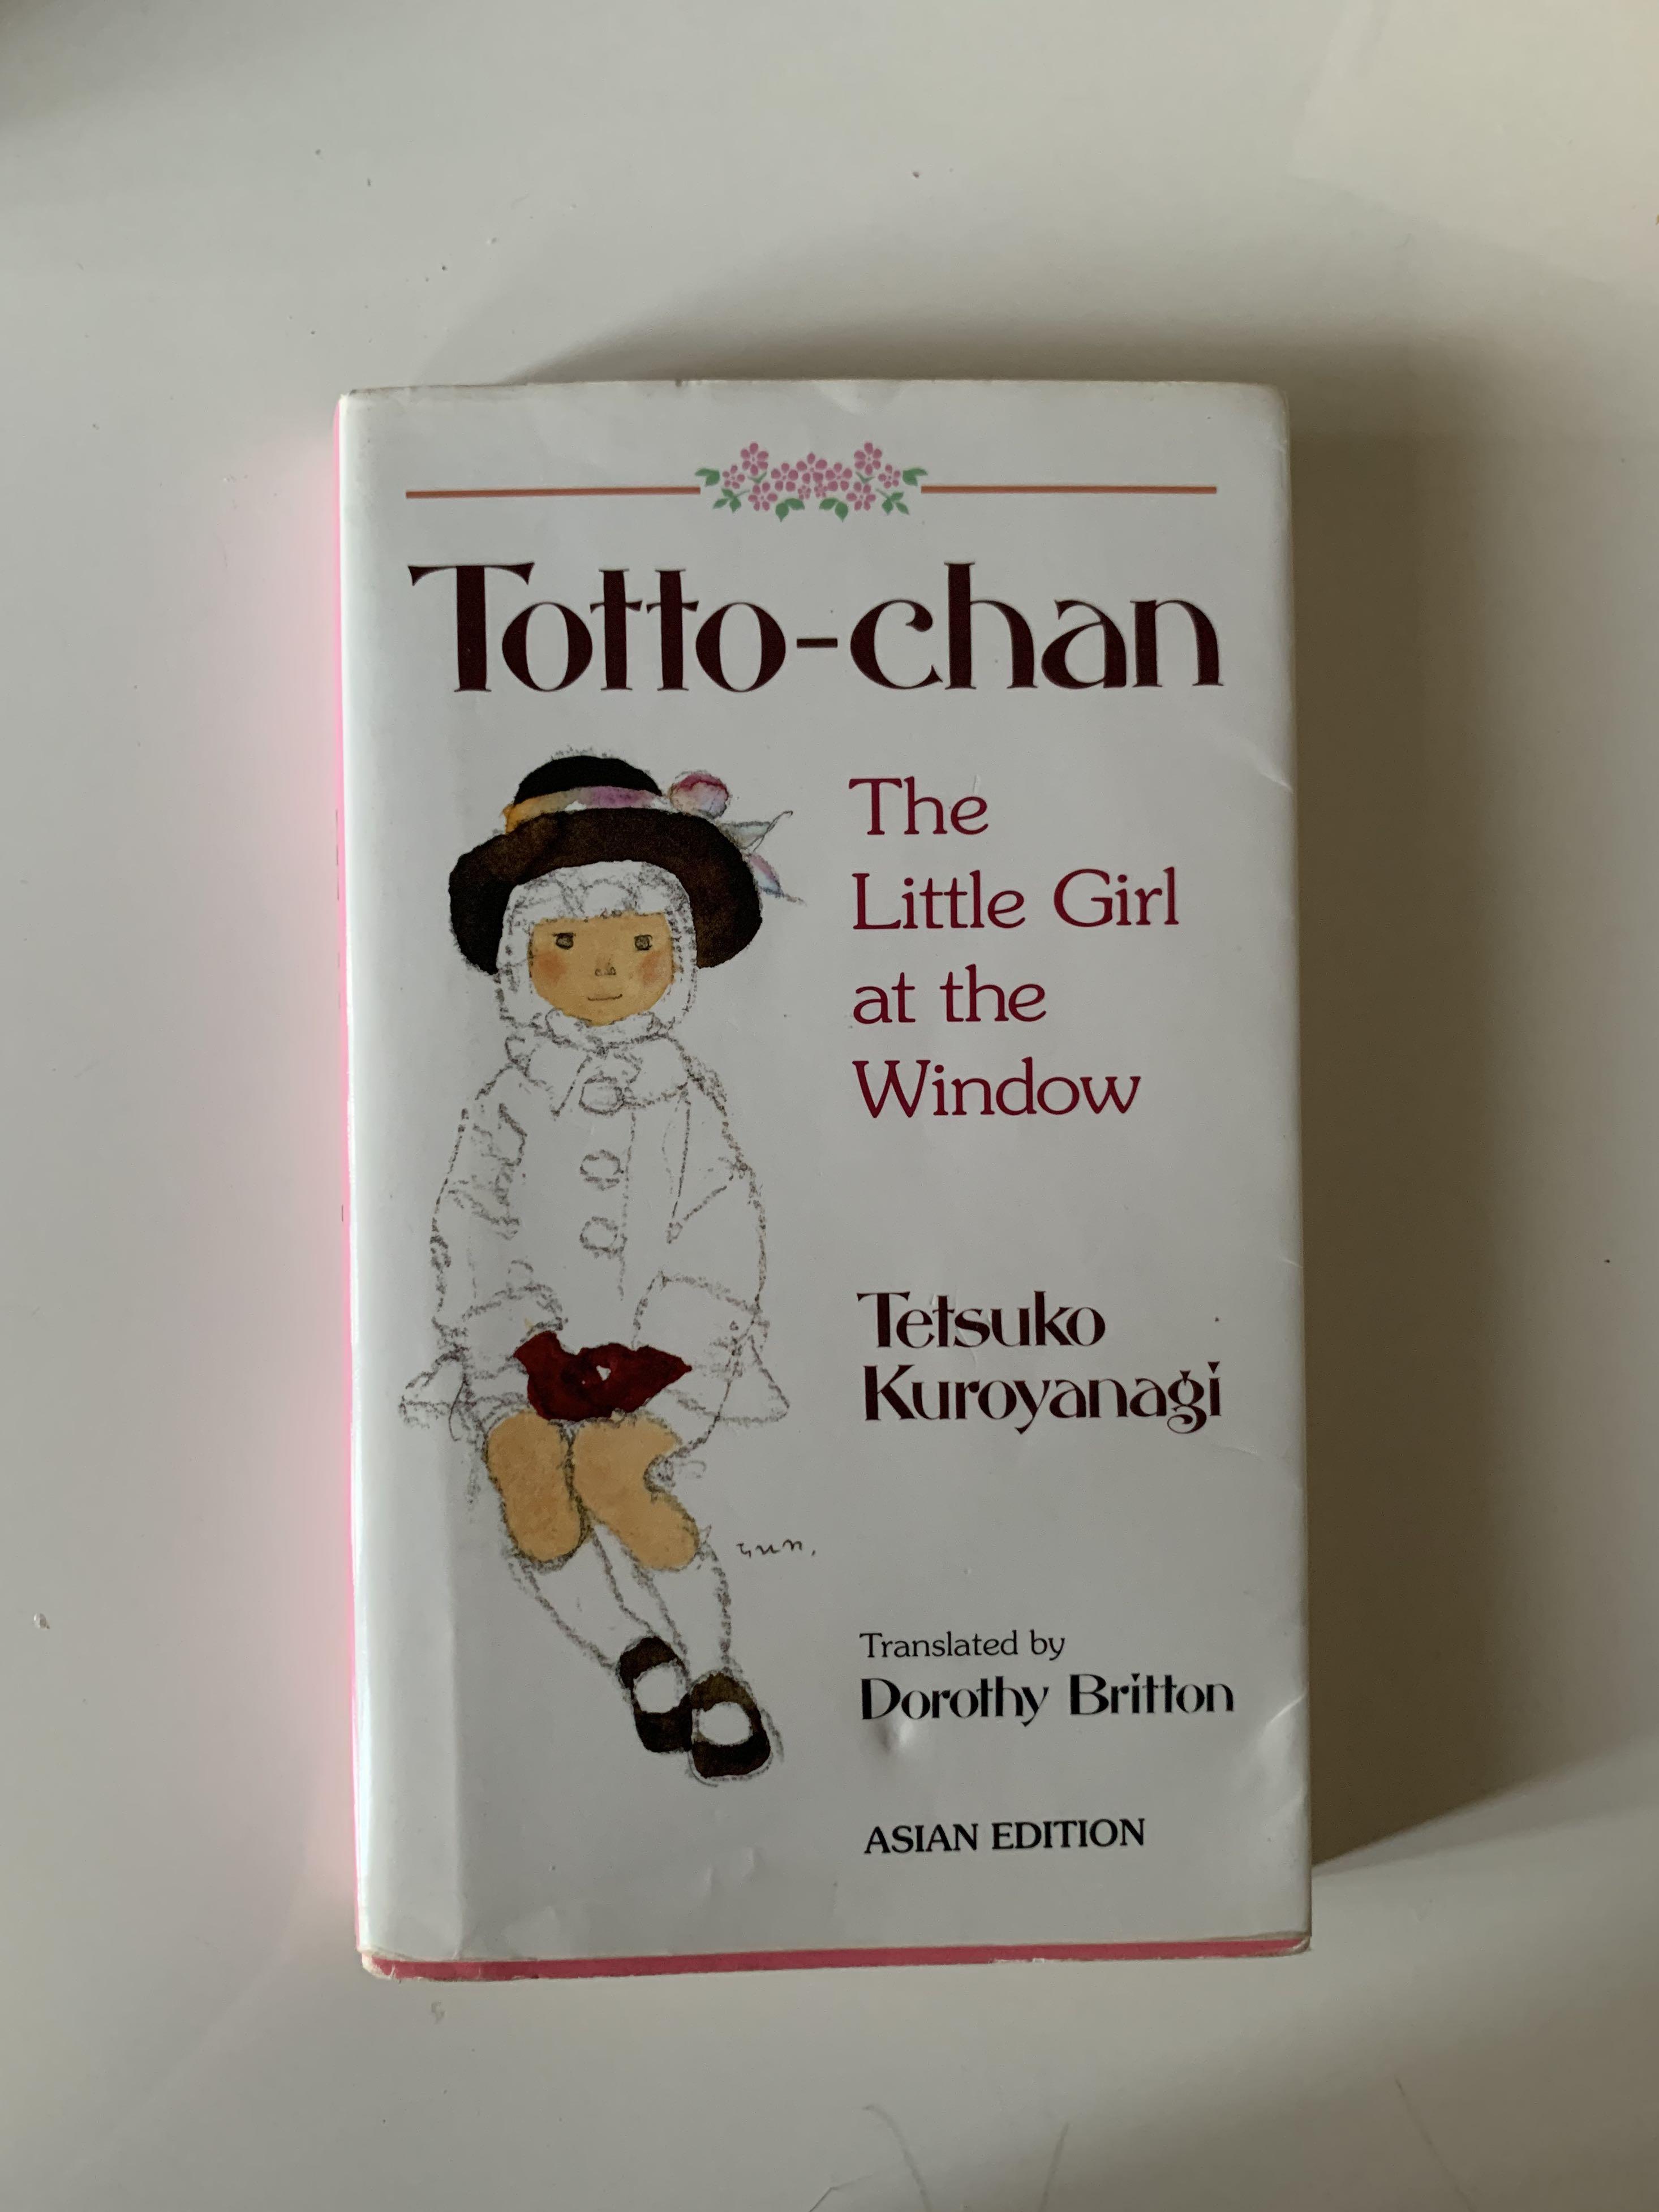 Totto-chan
The
Little Girl
at the
Window
Tetsuko
Kuroyanagi
Translated by
Dorothy Britton
ASIAN EDITION